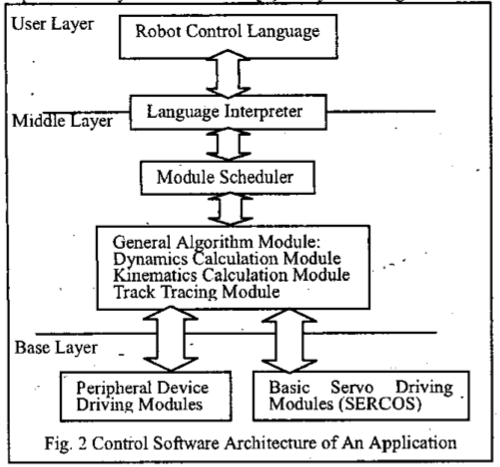 User Layer
Robot Control Language
Language Interpreter
Middle Layer
Module Scheduler
General Algorithm Module:
Dynamics Calculation Module
Kinematics Calculation Module
Track Tracing Module
Base Layer
Peripheral Device
Driving Modules
Basic Servo Driving
Modules (SERCOS)
Fig. 2 Control Software Architecture of An Application